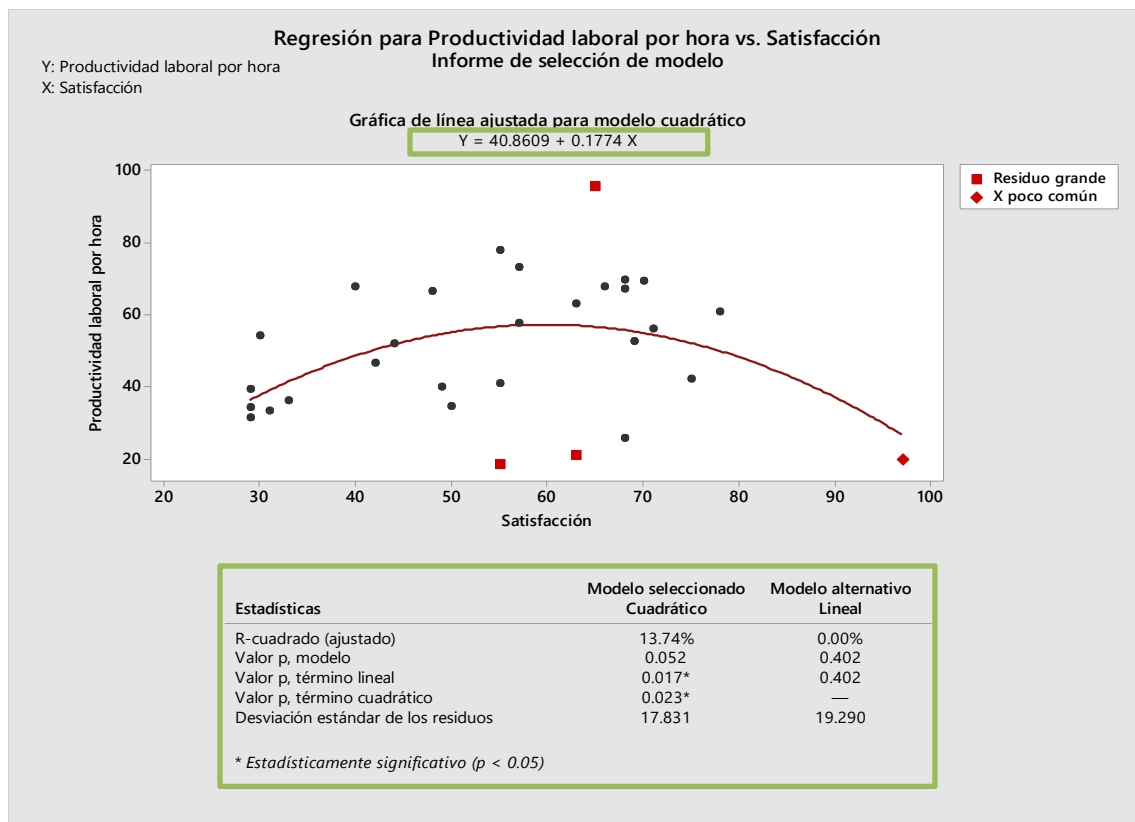 Regresión para Productividad laboral por hora vs. Satisfacción
Informe de selección de modelo
Y: Productividad laboral por hora
X: Satisfacción
Gráfica de línea ajustada para modelo cuadrático
Y = 40.8609 + 0.1774 X
Residuo grande
X poco común
Productividad laboral por hora
100
80
60
40
20
20 30 40 50 60 70 80 90 100
Satisfacción
Estadísticas Modelo seleccionado Cuadrático Modelo alternativo Lineal
R-cuadrado (ajustado) 13.74% 0.00%
Valor p, modelo 0.052 0.402
Valor p, término lineal 0.017* 0.402
Valor p, término cuadrático 0.023* —
Desviación estándar de los residuos 17.831 19.290
* Estadísticamente significativo (p < 0.05)